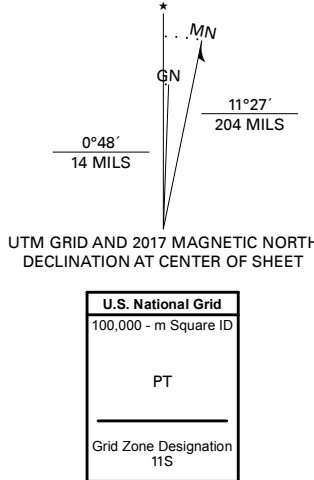 ★
MN
GN
0°48´
14 MILS
11°27´
204 MILS
UTM GRID AND 2017 MAGNETIC NORTH
DECLINATION AT CENTER OF SHEET
U.S. National Grid
100,000 - m Square ID
PT
Grid Zone Designation
11S